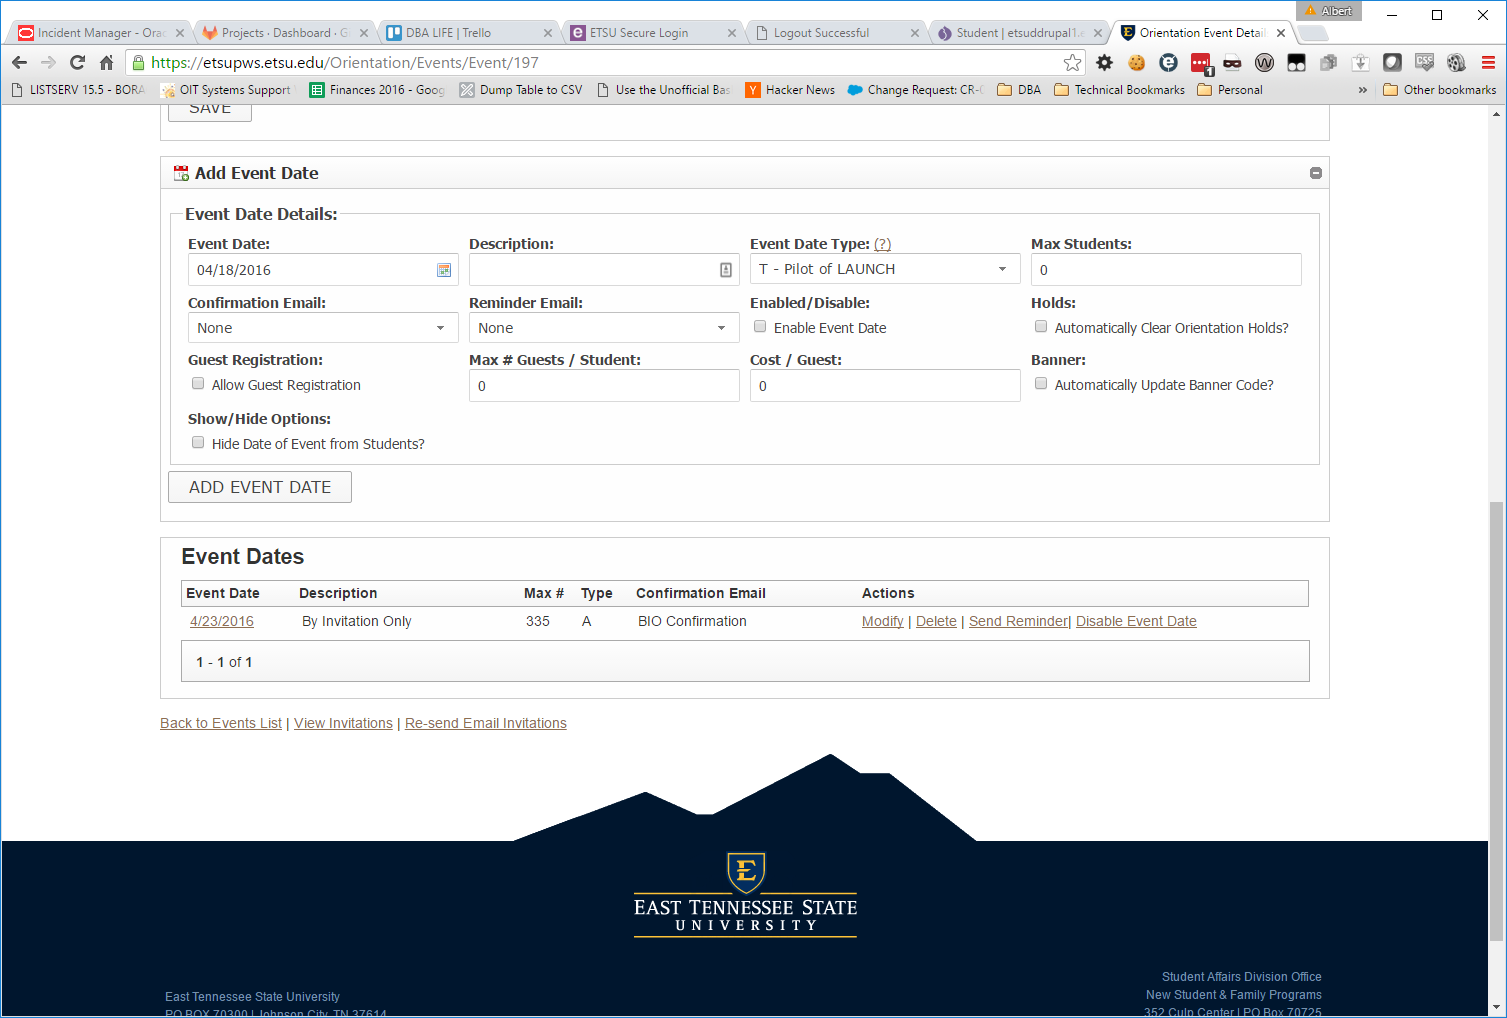 Albert
Incident Manager - Orac
Projects · Dashboard · G
DBA LIFE | Trello
ETSU Secure Login
Logout Successful
Student | etsuddrupal1.e
Orientation Event Detail
https://etsupws.etsu.edu/Orientation/Events/Event/197
LISTSERV 15.5 - BORA
OIT Systems Support
Finances 2016 - Goog
Dump Table to CSV
Use the Unofficial Bas
Hacker News
Change Request: CR-0
DBA
Technical Bookmarks
Personal
»
Other bookmarks
SAVE
Add Event Date
Event Date Details:
Event Date: Description: Event Date Type: (?) Max Students:
04/18/2016 T - Pilot of LAUNCH 0
Confirmation Email: Reminder Email: Enabled/Disable: Holds:
None None Enable Event Date Automatically Clear Orientation Holds?
Guest Registration: Max # Guests / Student: Cost / Guest: Banner:
Allow Guest Registration 0 0 Automatically Update Banner Code?
Show/Hide Options:
Hide Date of Event from Students?
ADD EVENT DATE
Event Dates
Event Date Description Max # Type Confirmation Email Actions
4/23/2016 By Invitation Only 335 A BIO Confirmation Modify | Delete | Send Reminder| Disable Event Date
1 - 1 of 1
Back to Events List | View Invitations | Re-send Email Invitations
E
EAST TENNESSEE STATE
UNIVERSITY
Student Affairs Division Office
East Tennessee State University
New Student & Family Programs
PO BOX 70300 | Johnson City, TN 37614
352 Culp Center | PO Box 70725